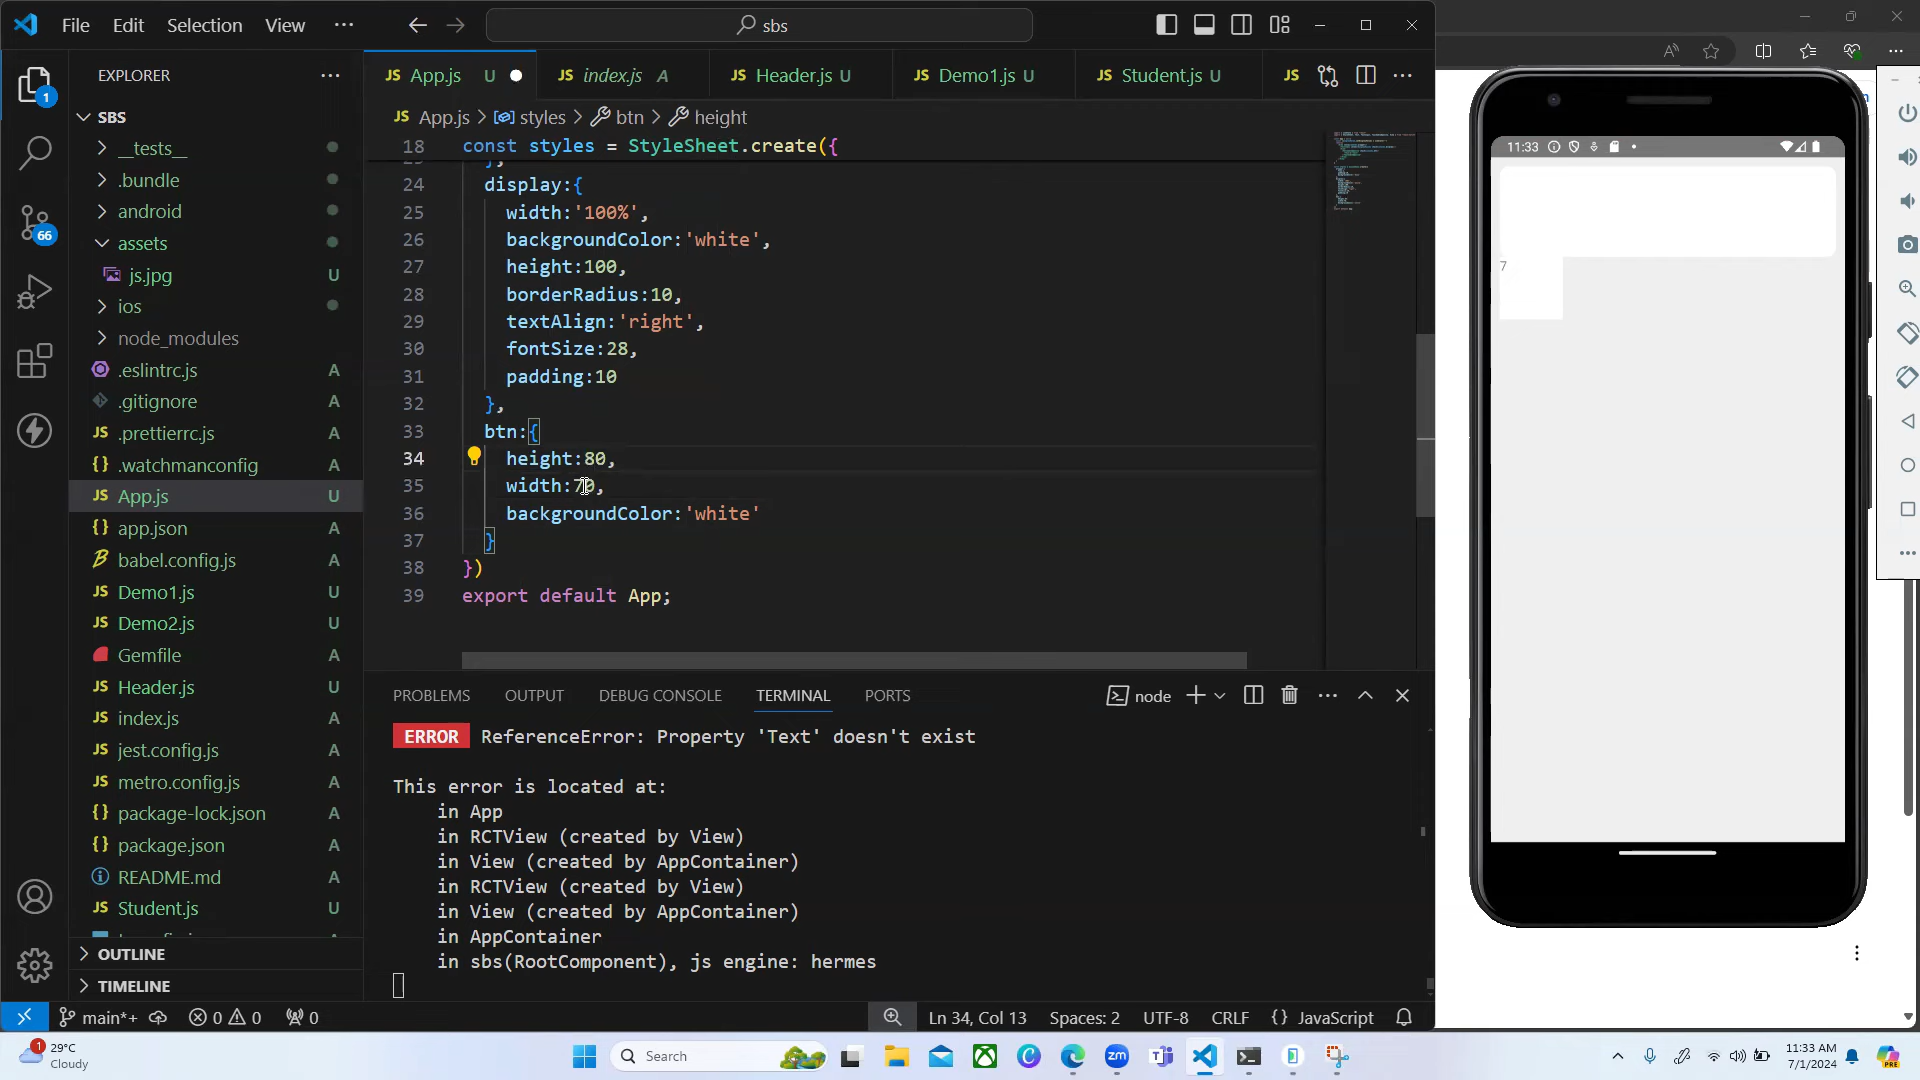 File Edit Selection View ···
sbs
EXPLORER
App.js U
index.js A
Header.js U
Demo1.js U
Student.js U
JS
App.js > styles > btn > height
SBS
__tests__
.bundle
android
assets
js.jpg U
ios
node_modules
.eslintrc.js A
.gitignore A
.prettierrc.js A
.watchmanconfig A
App.js U
app.json A
babel.config.js A
Demo1.js U
Demo2.js U
Gemfile A
Header.js U
index.js A
jest.config.js A
metro.config.js A
package-lock.json A
package.json A
README.md A
Student.js U
OUTLINE
TIMELINE
18 const styles = StyleSheet.create({
24 display:{
25 width:'100%',
26 backgroundColor:'white',
27 height:100,
28 borderRadius:10,
29 textAlign:'right',
30 fontSize:28,
31 padding:10
32 },
33 btn:{
34 height:80,
35 width:70,
36 backgroundColor:'white'
37 }
38 })
39 export default App;
PROBLEMS OUTPUT DEBUG CONSOLE TERMINAL PORTS
node
ERROR ReferenceError: Property 'Text' doesn't exist
This error is located at:
in App
in RCTView (created by View)
in View (created by AppContainer)
in RCTView (created by View)
in View (created by AppContainer)
in AppContainer
in sbs(RootComponent), js engine: hermes
main*+ 0 0 0
Ln 34, Col 13 Spaces: 2 UTF-8 CRLF {} JavaScript
11:33
7
1
66
1
29°C
Cloudy
Search
11:33 AM
7/1/2024